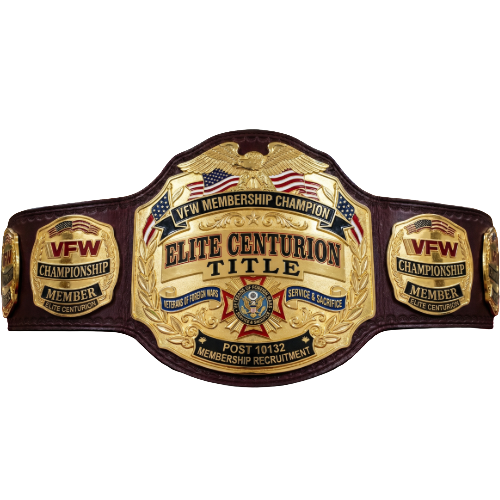 VFW MEMBERSHIP CHAMPION
ELITE CENTURION
TITLE
VETERANS OF FOREIGN WARS
SERVICE & SACRIFICE
POST 10132
MEMBERSHIP RECRUITMENT
VFW
CHAMPIONSHIP
MEMBER
ELITE CENTURION
VFW
CHAMPIONSHIP
MEMBER
ELITE CENTURION